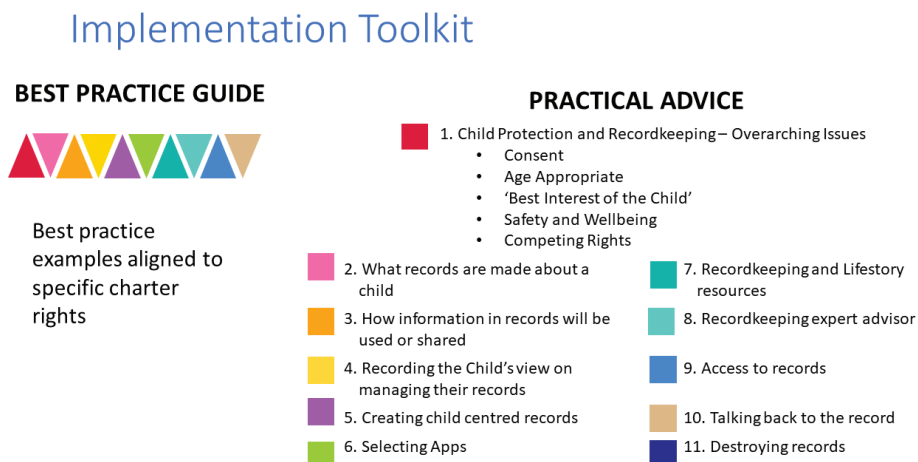 Implementation Toolkit
BEST PRACTICE GUIDE
Best practice
examples aligned to
specific charter
rights
PRACTICAL ADVICE
1. Child Protection and Recordkeeping – Overarching Issues
• Consent
• Age Appropriate
• ‘Best Interest of the Child’
• Safety and Wellbeing
• Competing Rights
2. What records are made about a
child
3. How information in records will be
used or shared
4. Recording the Child’s view on
managing their records
5. Creating child centred records
6. Selecting Apps
7. Recordkeeping and Lifestory
resources
8. Recordkeeping expert advisor
9. Access to records
10. Talking back to the record
11. Destroying records